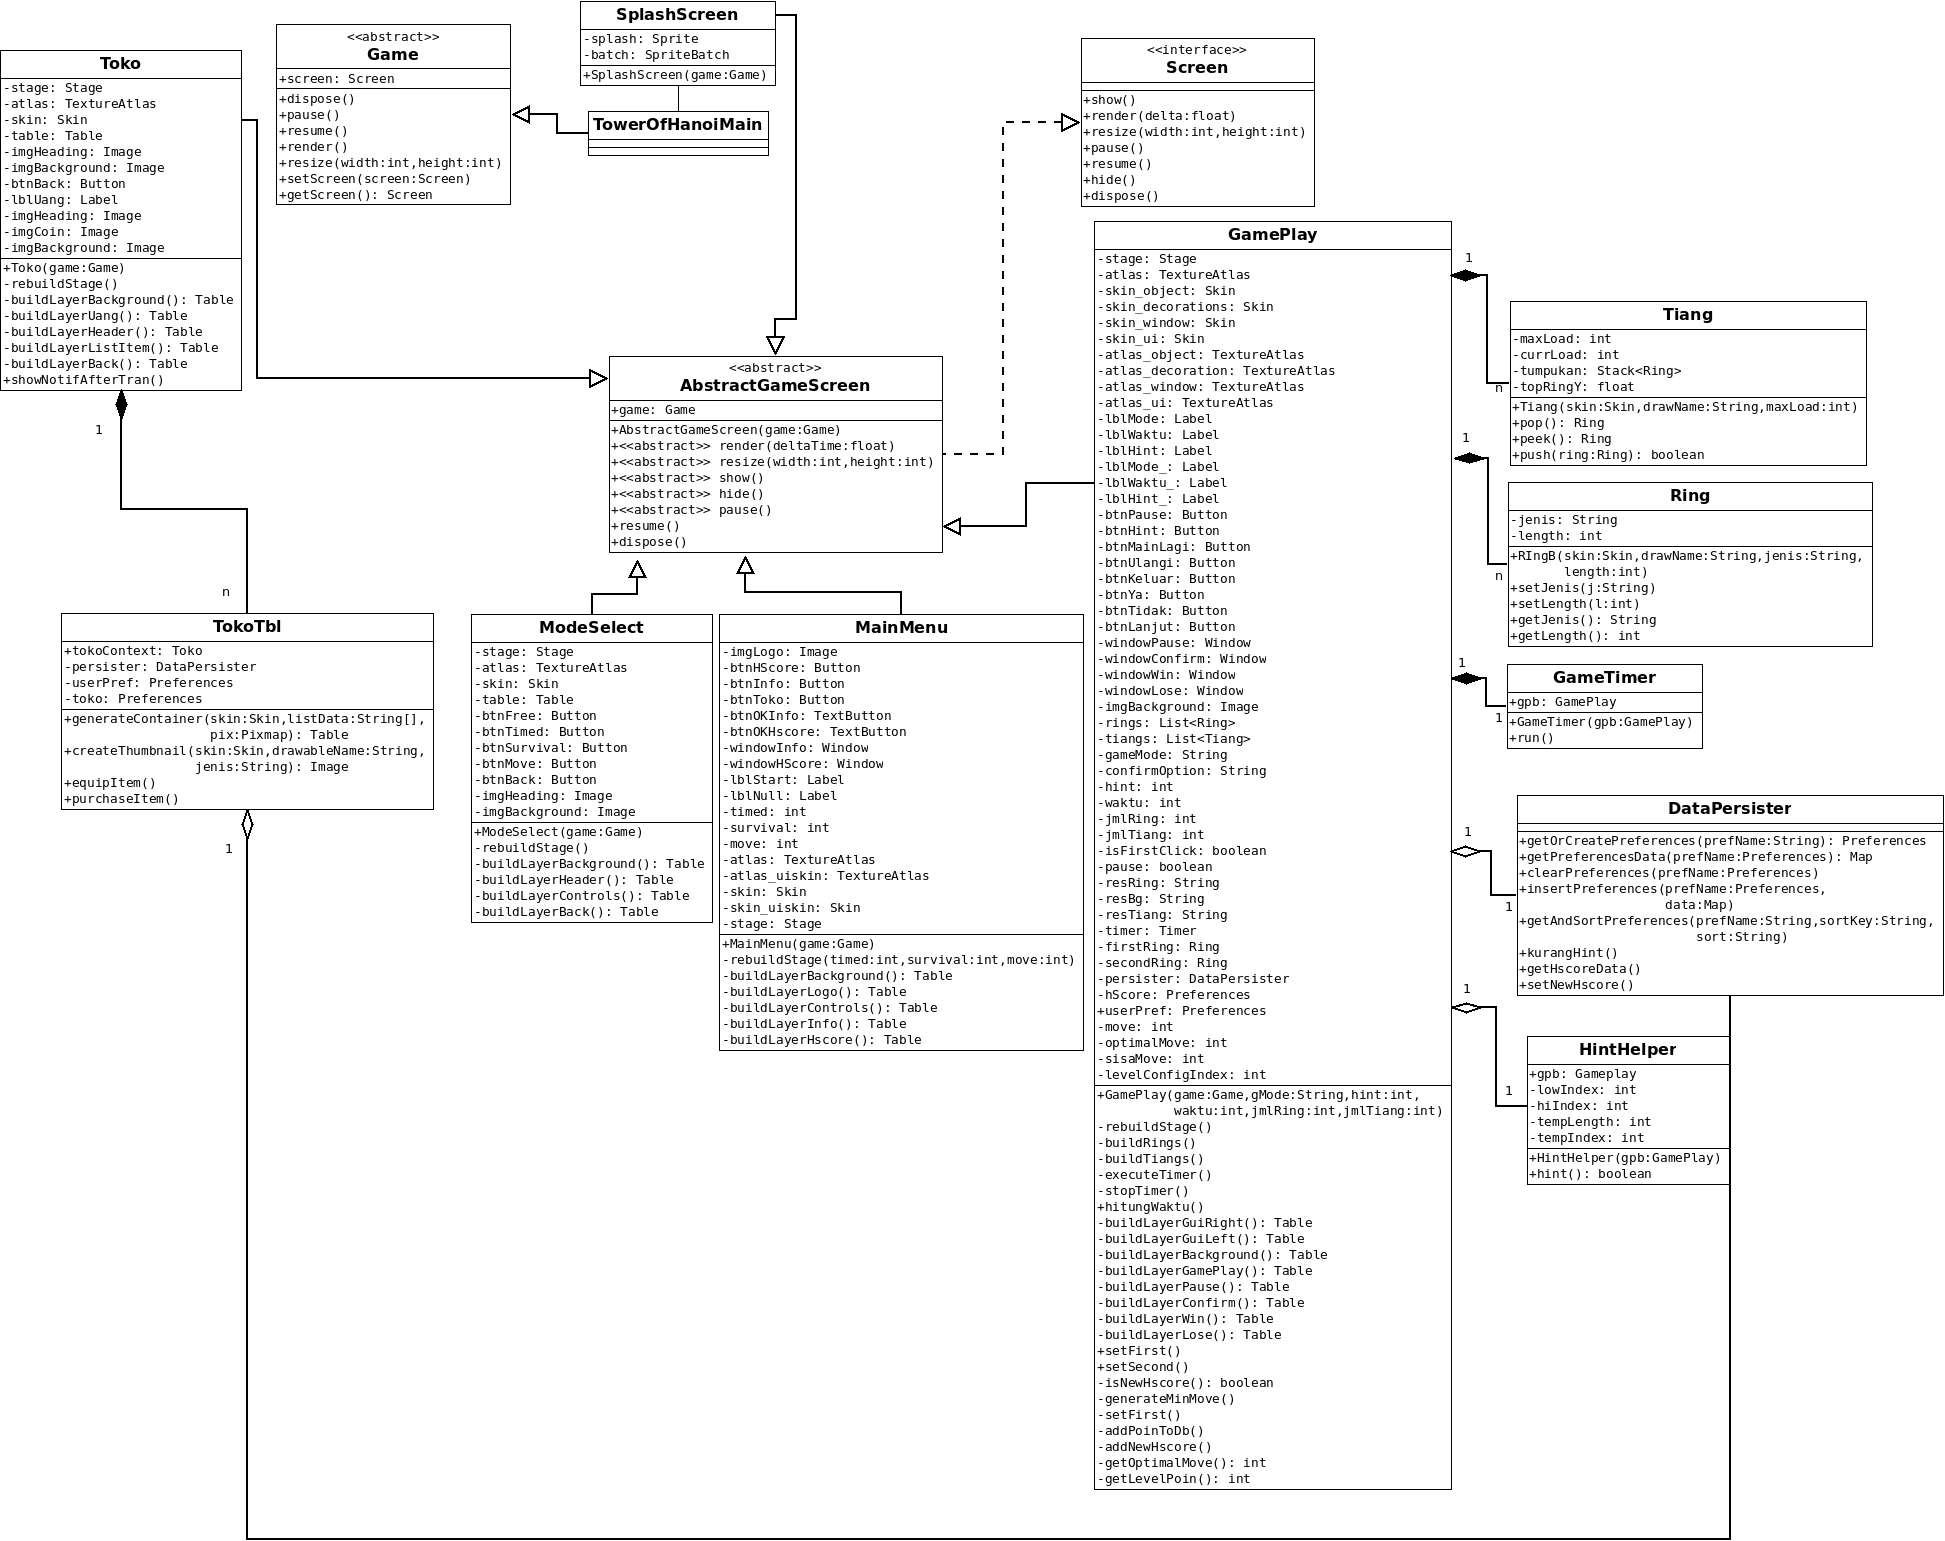 Toko
-stage: Stage
-atlas: TextureAtlas
-skin: Skin
-table: Table
-imgHeading: Image
-imgBackground: Image
-btnBack: Button
-lblUang: Label
-imgHeading: Image
-imgCoin: Image
-imgBackground: Image
+Toko(game:Game)
-rebuildStage()
-buildLayerBackground(): Table
-buildLayerUang(): Table
-buildLayerHeader(): Table
-buildLayerListItem(): Table
-buildLayerBack(): Table
+showNotifAfterTran()
1
n
<<abstract>>
Game
+screen: Screen
+dispose()
+pause()
+resume()
+render()
+resize(width:int,height:int)
+setScreen(screen:Screen)
+getScreen(): Screen
SplashScreen
-splash: Sprite
-batch: SpriteBatch
+SplashScreen(game:Game)
TowerOfHanoiMain
<<interface>>
Screen
+show()
+render(delta:float)
+resize(width:int,height:int)
+pause()
+resume()
+hide()
+dispose()
<<abstract>>
AbstractGameScreen
+game: Game
+AbstractGameScreen(game:Game)
+<<abstract>> render(deltaTime:float)
+<<abstract>> resize(width:int,height:int)
+<<abstract>> show()
+<<abstract>> hide()
+<<abstract>> pause()
+resume()
+dispose()
TokoTbl
+tokoContext: Toko
-persister: DataPersister
-userPref: Preferences
-toko: Preferences
+generateContainer(skin:Skin,listData:String[],
pix:Pixmap): Table
+createThumbnail(skin:Skin,drawableName:String,
jenis:String): Image
+equipItem()
+purchaseItem()
1
ModeSelect
-stage: Stage
-atlas: TextureAtlas
-skin: Skin
-table: Table
-btnFree: Button
-btnTimed: Button
-btnSurvival: Button
-btnMove: Button
-btnBack: Button
-imgHeading: Image
-imgBackground: Image
+ModeSelect(game:Game)
-rebuildStage()
-buildLayerBackground(): Table
-buildLayerHeader(): Table
-buildLayerControls(): Table
-buildLayerBack(): Table
MainMenu
-imgLogo: Image
-btnHScore: Button
-btnInfo: Button
-btnToko: Button
-btnOKInfo: TextButton
-btnOKHscore: TextButton
-windowInfo: Window
-windowHScore: Window
-lblStart: Label
-lblNull: Label
-timed: int
-survival: int
-move: int
-atlas: TextureAtlas
-atlas_uiskin: TextureAtlas
-skin: Skin
-skin_uiskin: Skin
-stage: Stage
+MainMenu(game:Game)
-rebuildStage(timed:int,survival:int,move:int)
-buildLayerBackground(): Table
-buildLayerLogo(): Table
-buildLayerControls(): Table
-buildLayerInfo(): Table
-buildLayerHscore(): Table
GamePlay
-stage: Stage
-atlas: TextureAtlas
-skin_object: Skin
-skin_decorations: Skin
-skin_window: Skin
-skin_ui: Skin
-atlas_object: TextureAtlas
-atlas_decoration: TextureAtlas
-atlas_window: TextureAtlas
-atlas_ui: TextureAtlas
-lblMode: Label
-lblWaktu: Label
-lblHint: Label
-lblMode_: Label
-lblWaktu_: Label
-lblHint_: Label
-btnPause: Button
-btnHint: Button
-btnMainLagi: Button
-btnUlangi: Button
-btnKeluar: Button
-btnYa: Button
-btnTidak: Button
-btnLanjut: Button
-windowPause: Window
-windowConfirm: Window
-windowWin: Window
-windowLose: Window
-imgBackground: Image
-rings: List<Ring>
-tiangs: List<Tiang>
-gameMode: String
-confirmOption: String
-hint: int
-waktu: int
-jmlRing: int
-jmlTiang: int
-isFirstClick: boolean
-pause: boolean
-resRing: String
-resBg: String
-resTiang: String
-timer: Timer
-firstRing: Ring
-secondRing: Ring
-persister: DataPersister
-hScore: Preferences
+userPref: Preferences
-move: int
-optimalMove: int
-sisaMove: int
-levelConfigIndex: int
+GamePlay(game:Game,gMode:String,hint:int,
waktu:int,jmlRing:int,jmlTiang:int)
-rebuildStage()
-buildRings()
-buildTiangs()
-executeTimer()
-stopTimer()
+hitungWaktu()
-buildLayerGuiRight(): Table
-buildLayerGuiLeft(): Table
-buildLayerBackground(): Table
-buildLayerGamePlay(): Table
-buildLayerPause(): Table
-buildLayerConfirm(): Table
-buildLayerWin(): Table
-buildLayerLose(): Table
+setFirst()
+setSecond()
-isNewHscore(): boolean
-generateMinMove()
-setFirst()
-addPoinToDb()
-addNewHscore()
-getOptimalMove(): int
-getLevelPoin(): int
1
n
Tiang
-maxLoad: int
-currLoad: int
-tumpukan: Stack<Ring>
-topRingY: float
+Tiang(skin:Skin,drawName:String,maxLoad:int)
+pop(): Ring
+peek(): Ring
+push(ring:Ring): boolean
1
n
Ring
-jenis: String
-length: int
+RIngB(skin:Skin,drawName:String,jenis:String,
length:int)
+setJenis(j:String)
+setLength(l:int)
+getJenis(): String
+getLength(): int
1
1
GameTimer
+gpb: GamePlay
+GameTimer(gpb:GamePlay)
+run()
1
1
DataPersister
+getOrCreatePreferences(prefName:String): Preferences
+getPreferencesData(prefName:Preferences): Map
+clearPreferences(prefName:Preferences)
+insertPreferences(prefName:Preferences,
data:Map)
+getAndSortPreferences(prefName:String,sortKey:String,
sort:String)
+kurangHint()
+getHscoreData()
+setNewHscore()
1
1
HintHelper
+gpb: Gameplay
-lowIndex: int
-hiIndex: int
-tempLength: int
-tempIndex: int
+HintHelper(gpb:GamePlay)
+hint(): boolean